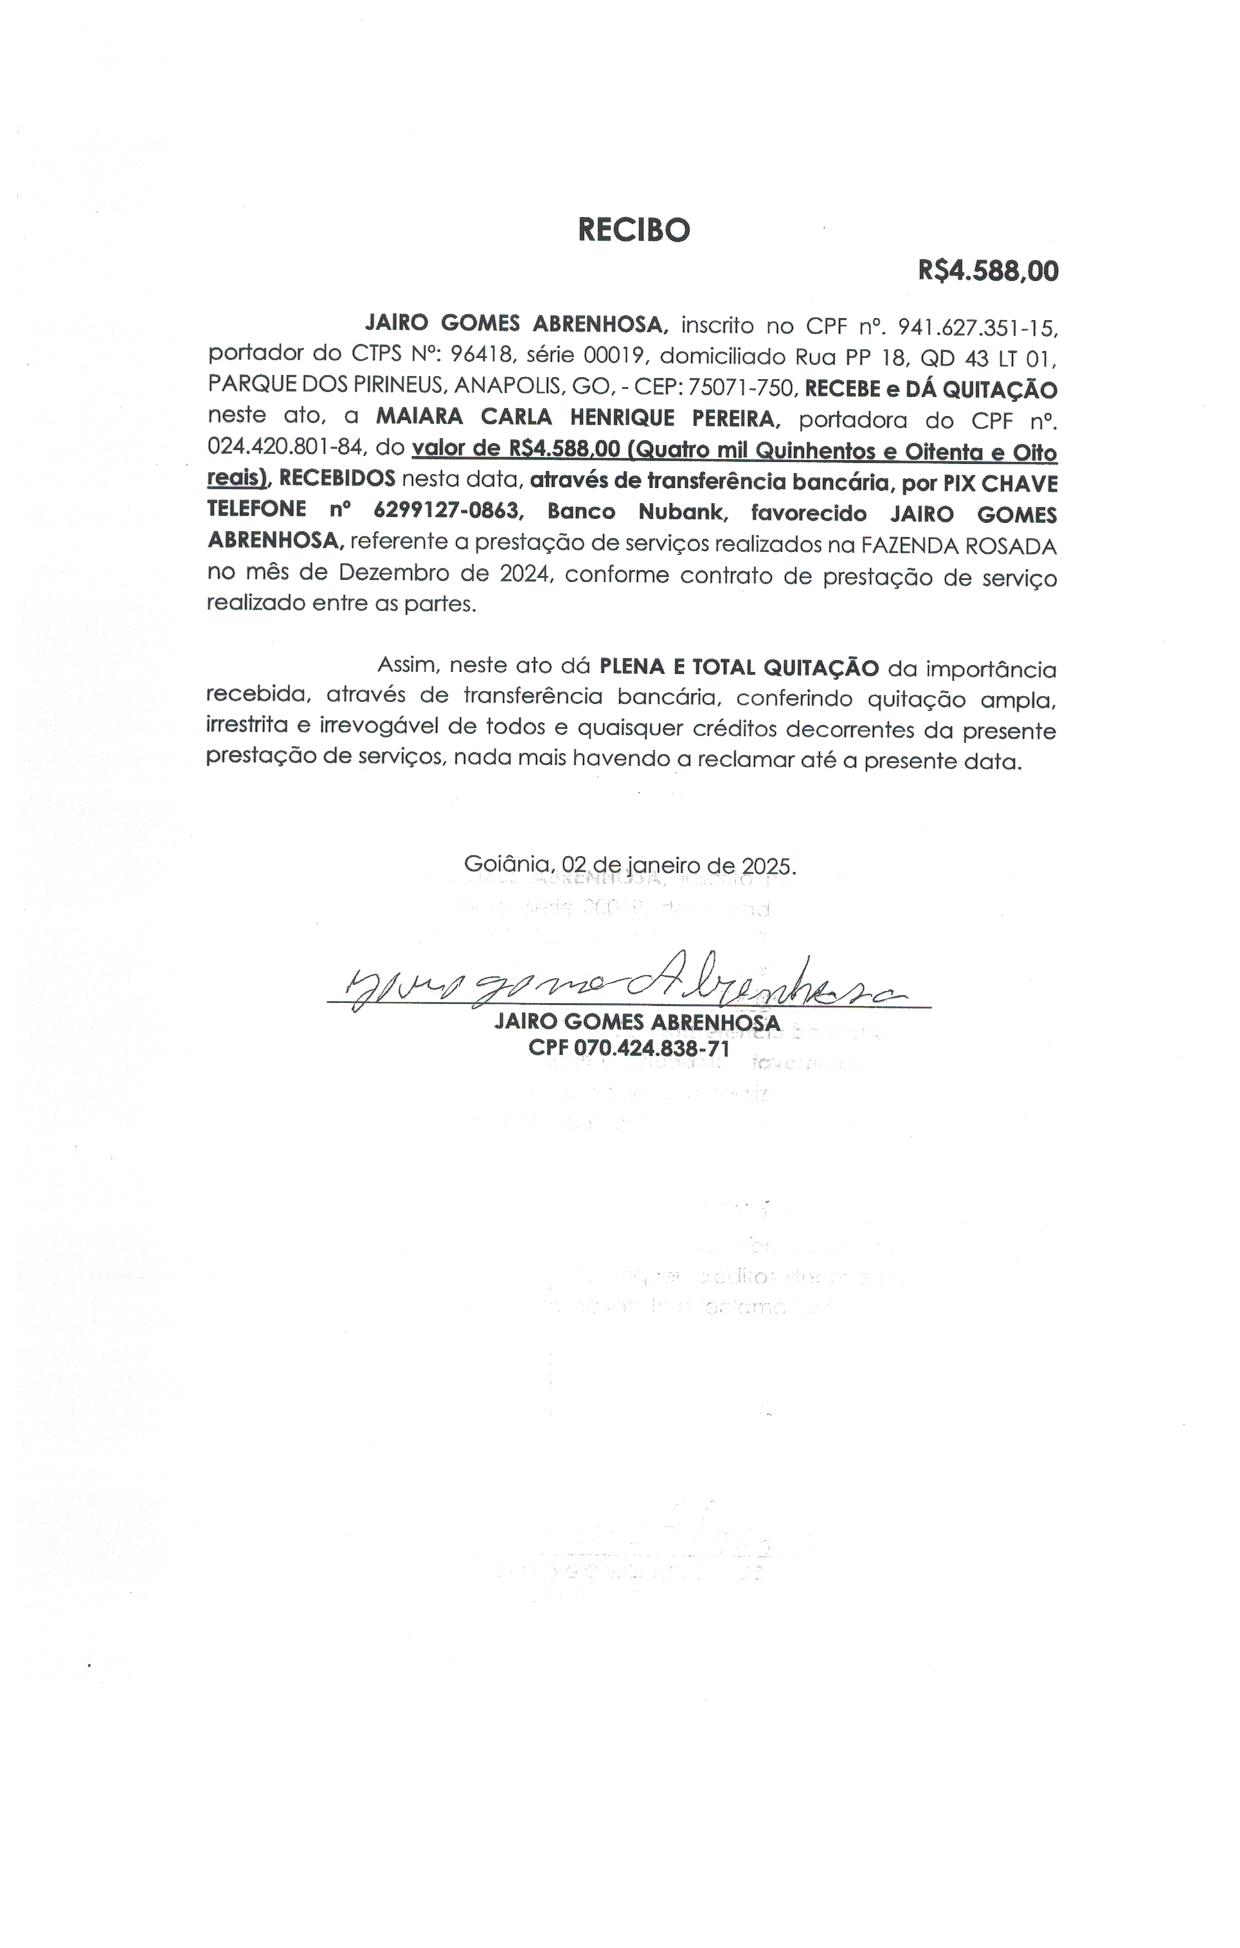 RECIBO
R$4.588,00
JAIRO GOMES ABRENHOSA, inscrito no CPF nº. 941.627.351-15,
portador do CTPS Nº: 96418, série 00019, domiciliado Rua PP 18, QD 43 LT 01,
PARQUE DOS PIRINEUS, ANAPOLIS, GO, - CEP: 75071-750, RECEBE e DÁ QUITAÇÃO
neste ato, a MAIARA CARLA HENRIQUE PEREIRA, portadora do CPF nº.
024.420.801-84, do valor de R$4.588,00 (Quatro mil Quinhentos e Oitenta e Oito
reais), RECEBIDOS nesta data, através de transferência bancária, por PIX CHAVE
TELEFONE nº 6299127-0863, Banco Nubank, favorecido JAIRO GOMES
ABRENHOSA, referente a prestação de serviços realizados na FAZENDA ROSADA
no mês de Dezembro de 2024, conforme contrato de prestação de serviço
realizado entre as partes.
Assim, neste ato dá PLENA E TOTAL QUITAÇÃO da importância
recebida, através de transferência bancária, conferindo quitação ampla,
irrestrita e irrevogável de todos e quaisquer créditos decorrentes da presente
prestação de serviços, nada mais havendo a reclamar até a presente data.
Goiânia, 02 de janeiro de 2025.
Jairo gomes Abrenhosa
JAIRO GOMES ABRENHOSA
CPF 070.424.838-71